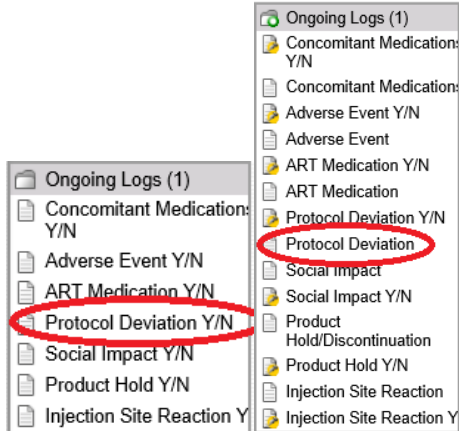 Ongoing Logs (1)
Concomitant Medications
Y/N
Adverse Event Y/N
ART Medication Y/N
Protocol Deviation Y/N
Social Impact Y/N
Product Hold Y/N
Injection Site Reaction Y
Ongoing Logs (1)
Concomitant Medications
Y/N
Concomitant Medications
Adverse Event Y/N
Adverse Event
ART Medication Y/N
ART Medication
Protocol Deviation Y/N
Protocol Deviation
Social Impact
Social Impact Y/N
Product
Hold/Discontinuation
Product Hold Y/N
Injection Site Reaction
Injection Site Reaction Y